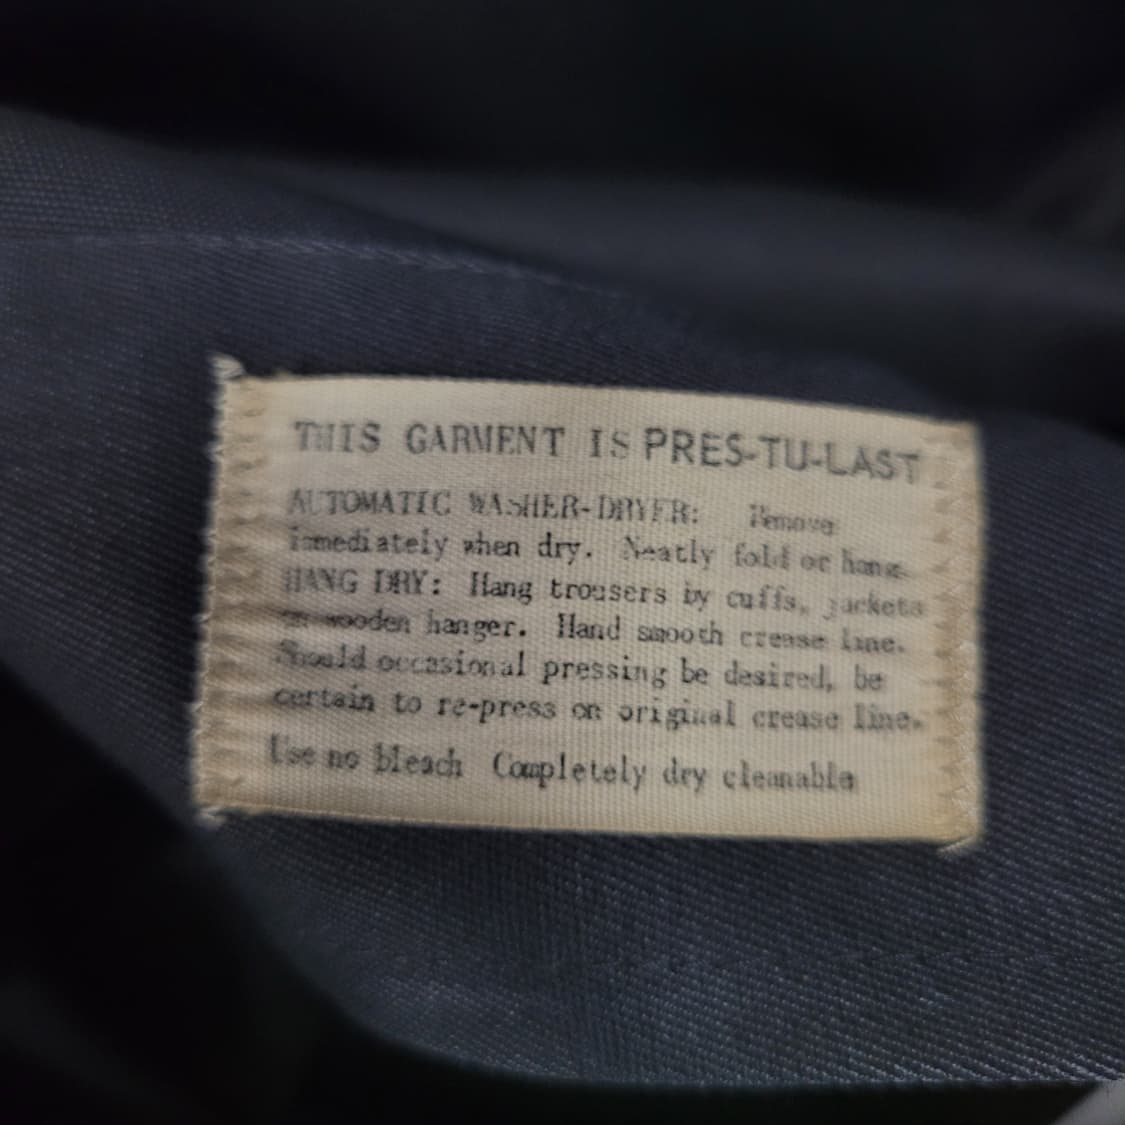 THIS GARMENT IS PRES-TU-LAST
AUTOMATIC WASHER-DRYER: Remove
immediately when dry. Neatly fold or hang.
HANG DRY: Hang trousers by cuffs, jackets
on wooden hanger. Hand smooth crease line.
Should occasional pressing be desired, be
certain to re-press on original crease line.
Use no bleach Completely dry cleanable